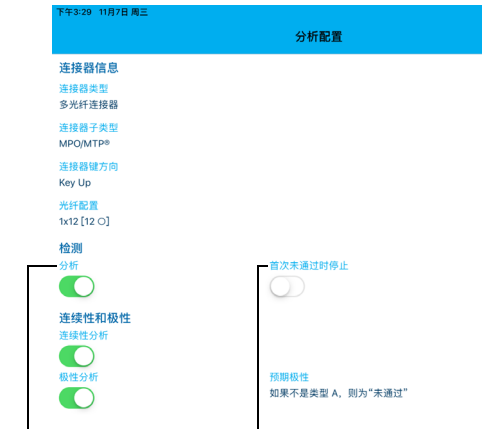 下午3:29 11月7日 周三
分析配置
连接器信息
连接器类型
多光纤连接器
连接器子类型
MPO/MTP®
连接器键方向
Key Up
光纤配置
1x12 [12 O]
检测
分析
首次未通过时停止
连续性和极性
连续性分析
极性分析
预期极性
如果不是类型 A，则为“未通过”